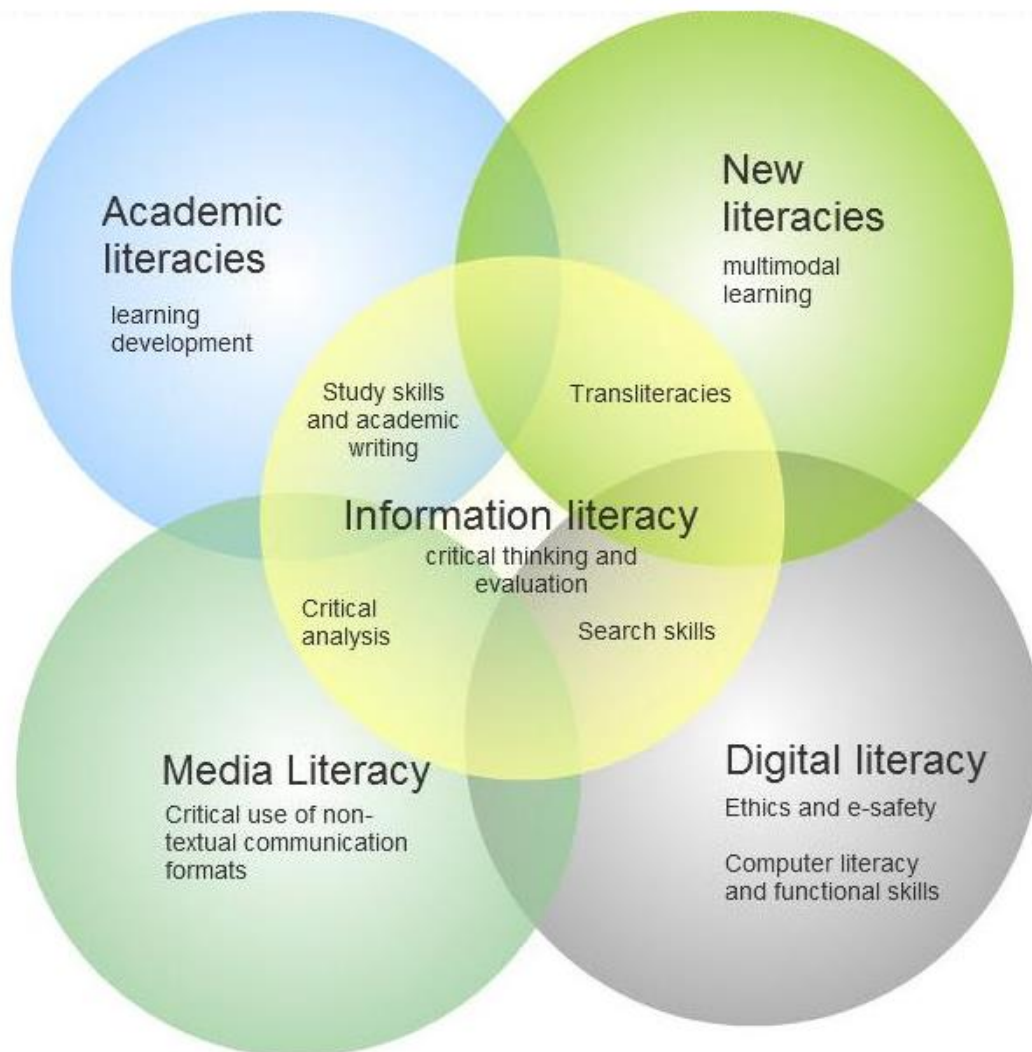 Academic
literacies
learning
development
New
literacies
multimodal
learning
Study skills
and academic
writing
Transliteracies
Information literacy
critical thinking and
evaluation
Critical
analysis
Search skills
Media Literacy
Critical use of non-
textual communication
formats
Digital literacy
Ethics and e-safety
Computer literacy
and functional skills